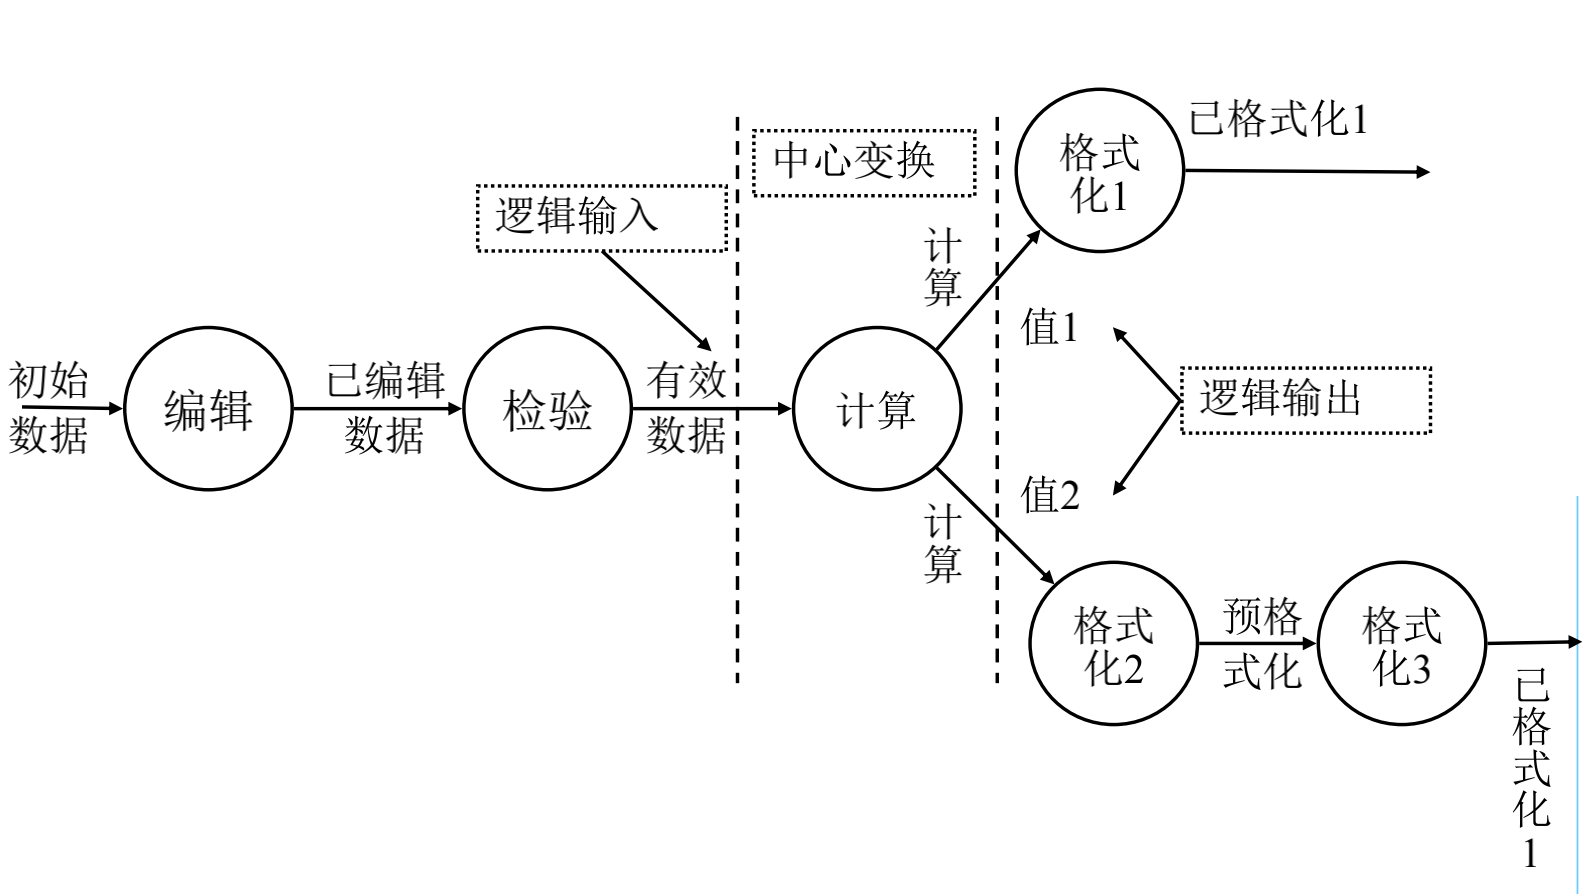 已格式化1
格式
化1
中心变换
逻辑输入
计
算
值1
初始
数据
编辑
已编辑
数据
检验
有效
数据
计算
逻辑输出
值2
计
算
格式
化2
预格
式化
格式
化3
已
格
式
化
1